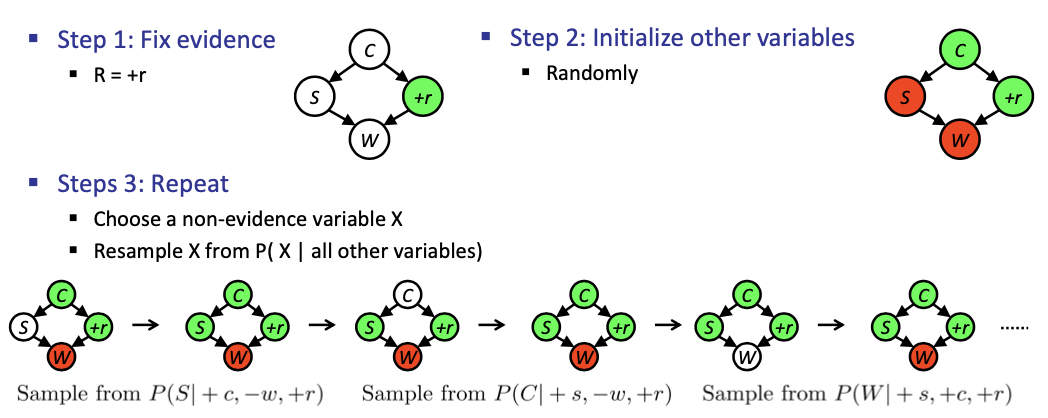 ▪ Step 1: Fix evidence
▪ R = +r
C
S
+r
W
▪ Step 2: Initialize other variables
▪ Randomly
C
S
+r
W
▪ Steps 3: Repeat
▪ Choose a non-evidence variable X
▪ Resample X from P( X | all other variables)
C C C C C C
S +r S +r S +r S +r S +r S +r ......
W W W W W W
Sample from P(S| + c, −w, +r) Sample from P(C| + s, −w, +r) Sample from P(W| + s, +c, +r)